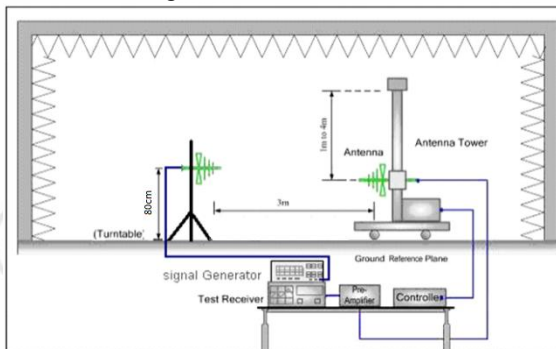 1m to 4m
Antenna
Antenna Tower
80cm
3m
(Turntable)
Ground Reference Plane
signal Generator
Test Receiver
Pre-
Amplifier
Controller